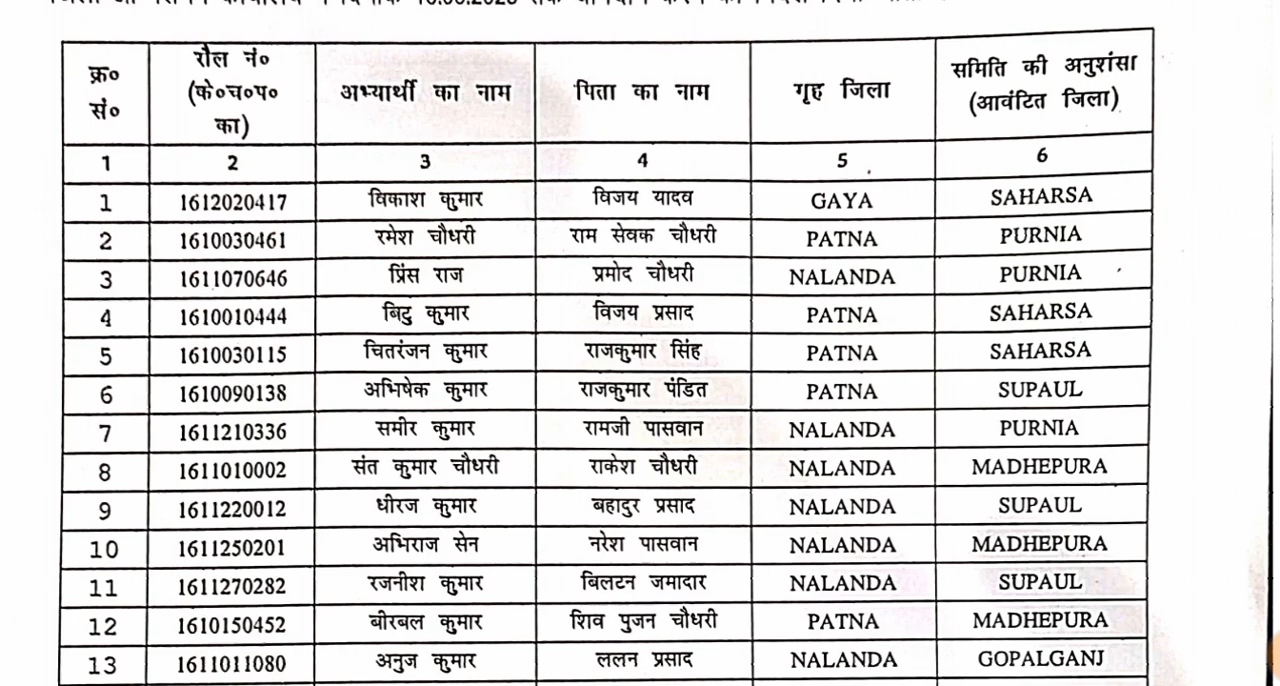 क्र० सं० रौल नं० (के०च०प० का) अभ्यार्थी का नाम पिता का नाम गृह जिला समिति की अनुशंसा (आवंटित जिला)
1 2 3 4 5 6
1 1612020417 विकाश कुमार विजय यादव GAYA SAHARSA
2 1610030461 रमेश चौधरी राम सेवक चौधरी PATNA PURNIA
3 1611070646 प्रिंस राज प्रमोद चौधरी NALANDA PURNIA
4 1610010444 बिटु कुमार विजय प्रसाद PATNA SAHARSA
5 1610030115 चितरंजन कुमार राजकुमार सिंह PATNA SAHARSA
6 1610090138 अभिषेक कुमार राजकुमार पंडित PATNA SUPAUL
7 1611210336 समीर कुमार रामजी पासवान NALANDA PURNIA
8 1611010002 संत कुमार चौधरी राकेश चौधरी NALANDA MADHEPURA
9 1611220012 धीरज कुमार बहादुर प्रसाद NALANDA SUPAUL
10 1611250201 अभिराज सेन नरेश पासवान NALANDA MADHEPURA
11 1611270282 रजनीश कुमार बिलटन जमादार NALANDA SUPAUL
12 1610150452 बीरबल कुमार शिव पुजन चौधरी PATNA MADHEPURA
13 1611011080 अनुज कुमार ललन प्रसाद NALANDA GOPALGANJ